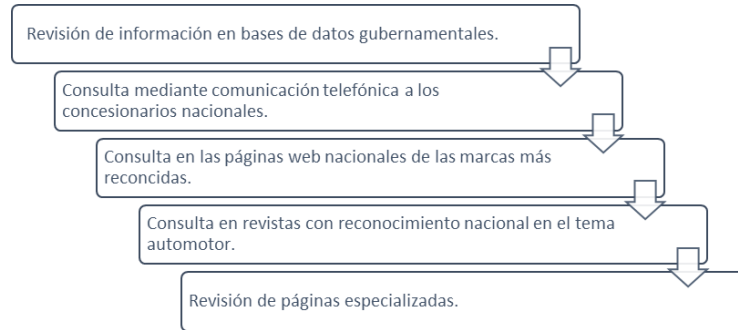 Revisión de información en bases de datos gubernamentales.
Consulta mediante comunicación telefónica a los
concesionarios nacionales.
Consulta en las páginas web nacionales de las marcas más
reconcidas.
Consulta en revistas con reconocimiento nacional en el tema
automotor.
Revisión de páginas especializadas.